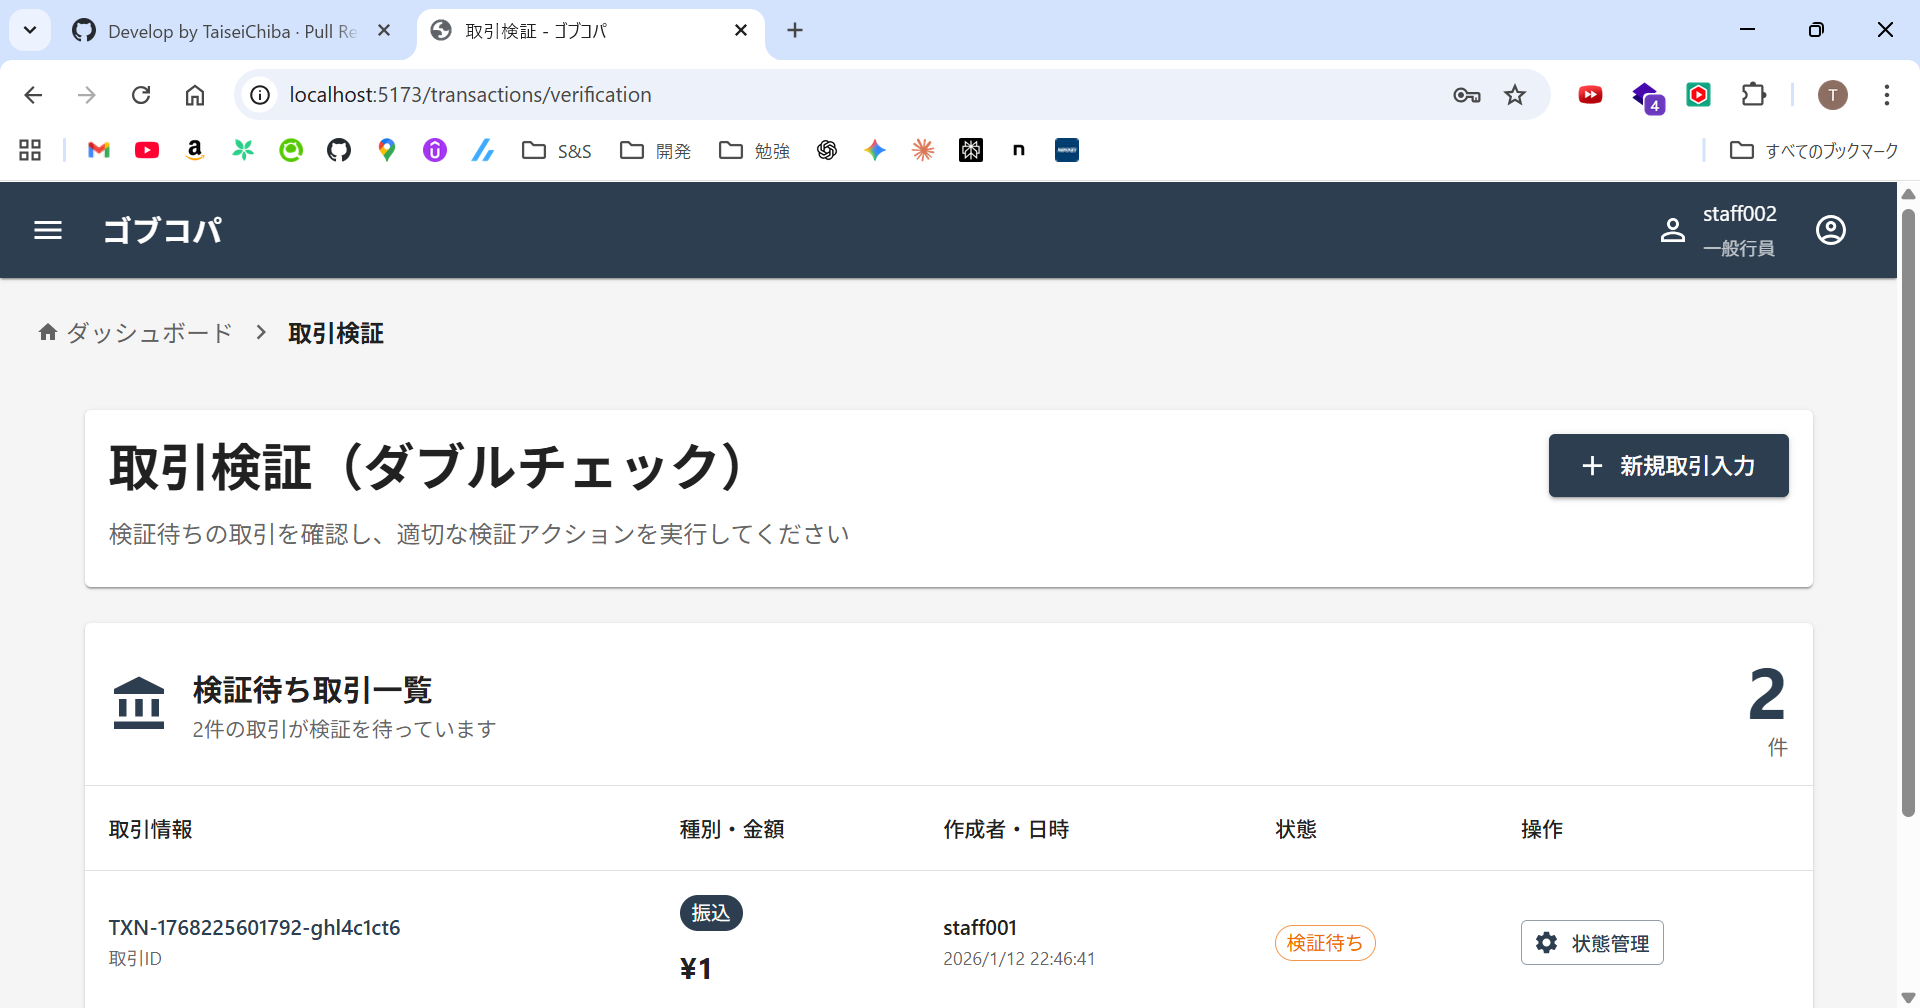 Develop by TaiseiChiba · Pull Re
取引検証 - ゴブコパ
localhost:5173/transactions/verification
4
T
S&S
開発
勉強
すべてのブックマーク
ゴブコパ
staff002
一般行員
ダッシュボード
取引検証
取引検証（ダブルチェック）
新規取引入力
検証待ちの取引を確認し、適切な検証アクションを実行してください
検証待ち取引一覧
2
2件の取引が検証を待っています
件
取引情報 種別・金額 作成者・日時 状態 操作
振込
TXN-1768225601792-ghl4c1ct6
staff001
検証待ち
状態管理
取引ID
¥1
2026/1/12 22:46:41